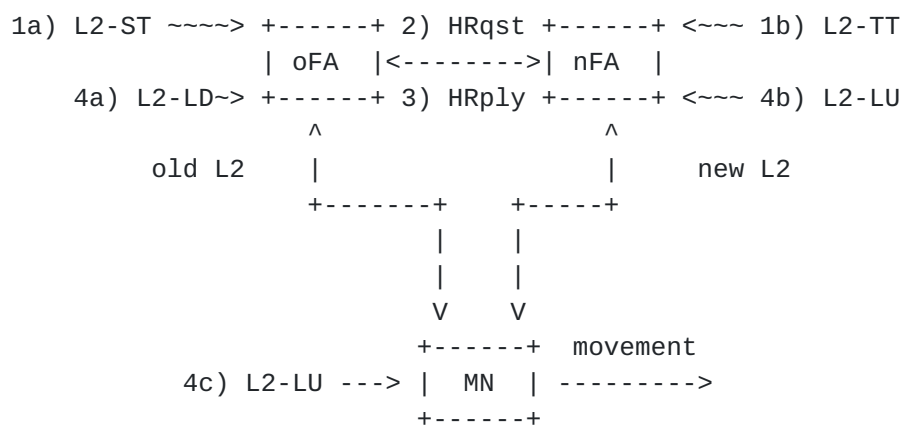 1a) L2-ST ~~~~> +------+ 2) HRqst +------+ <~~~ 1b) L2-TT
| oFA |<-------->| nFA |
4a) L2-LD~> +------+ 3) HRply +------+ <~~~ 4b) L2-LU
^ ^
old L2 | | new L2
+-------+ +-----+
| |
| |
V V
+------+ movement
4c) L2-LU ---> | MN | --------->
+------+